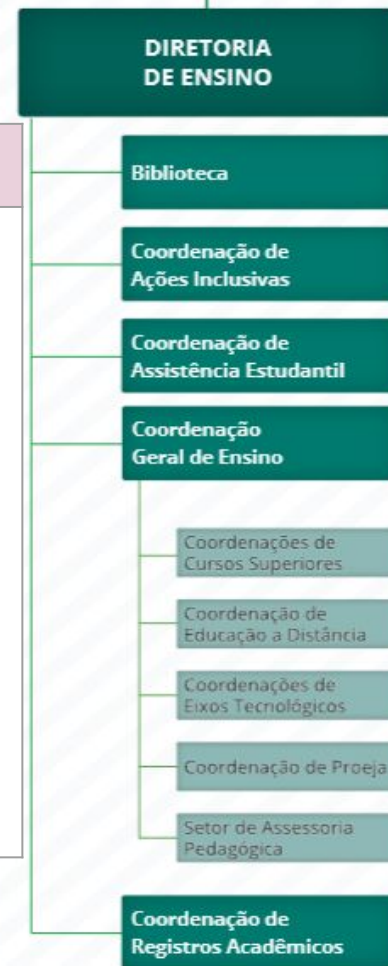 DIRETORIA
DE ENSINO
Biblioteca
Coordenação de
Ações Inclusivas
Coordenação de
Assistência Estudantil
Coordenação
Geral de Ensino
Coordenações de
Cursos Superiores
Coordenação de
Educação a Distância
Coordenações de
Eixos Tecnológicos
Coordenação de Proeja
Setor de Assessoria
Pedagógica
Coordenação de
Registros Acadêmicos